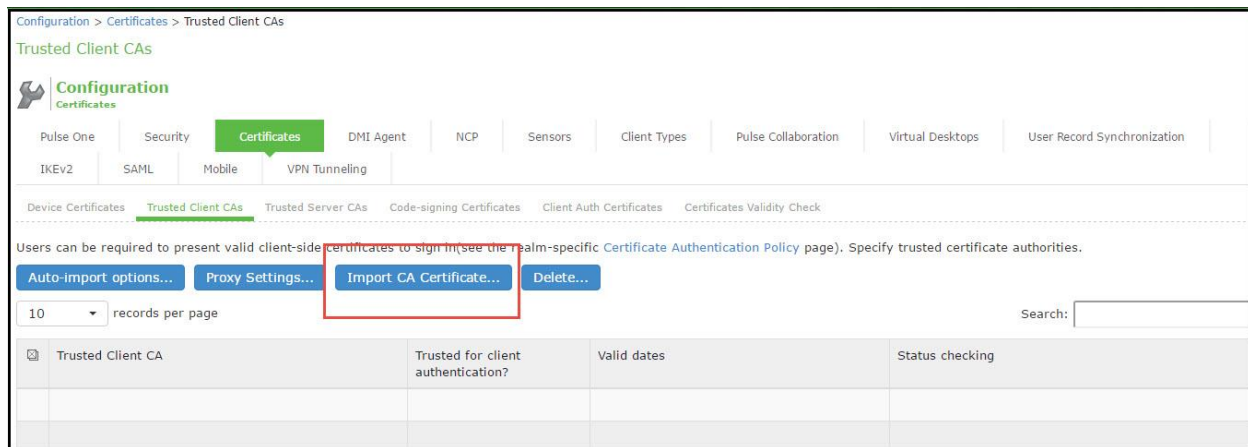 Configuration > Certificates > Trusted Client CAs
Trusted Client CAs
Configuration
Certificates
Pulse One Security Certificates DMI Agent NCP Sensors Client Types Pulse Collaboration Virtual Desktops User Record Synchronization
IKEv2 SAML Mobile VPN Tunneling
Device Certificates Trusted Client CAs Trusted Server CAs Code-signing Certificates Client Auth Certificates Certificates Validity Check
Users can be required to present valid client-side certificates to sign in(see the realm-specific Certificate Authentication Policy page). Specify trusted certificate authorities.
Auto-import options... Proxy Settings... Import CA Certificate... Delete...
10 records per page Search:
Trusted Client CA Trusted for client Valid dates Status checking
authentication?